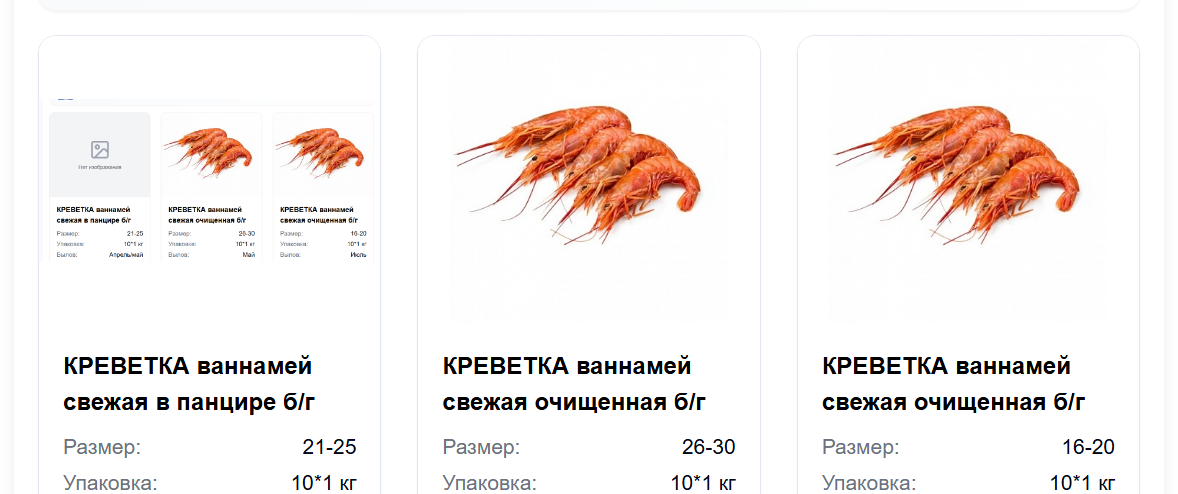 Нет изображения
КРЕВЕТКА ваннамей
свежая в панцире б/г
Размер: 21-25
Упаковка: 10*1 кг
Вылов: Апрель/май
КРЕВЕТКА ваннамей
свежая очищенная б/г
Размер: 26-30
Упаковка: 10*1 кг
Вылов: Май
КРЕВЕТКА ваннамей
свежая очищенная б/г
Размер: 16-20
Упаковка: 10*1 кг
Вылов: Июль
КРЕВЕТКА ваннамей
свежая в панцире б/г
Размер: 21-25
Упаковка: 10*1 кг
КРЕВЕТКА ваннамей
свежая очищенная б/г
Размер: 26-30
Упаковка: 10*1 кг
КРЕВЕТКА ваннамей
свежая очищенная б/г
Размер: 16-20
Упаковка: 10*1 кг